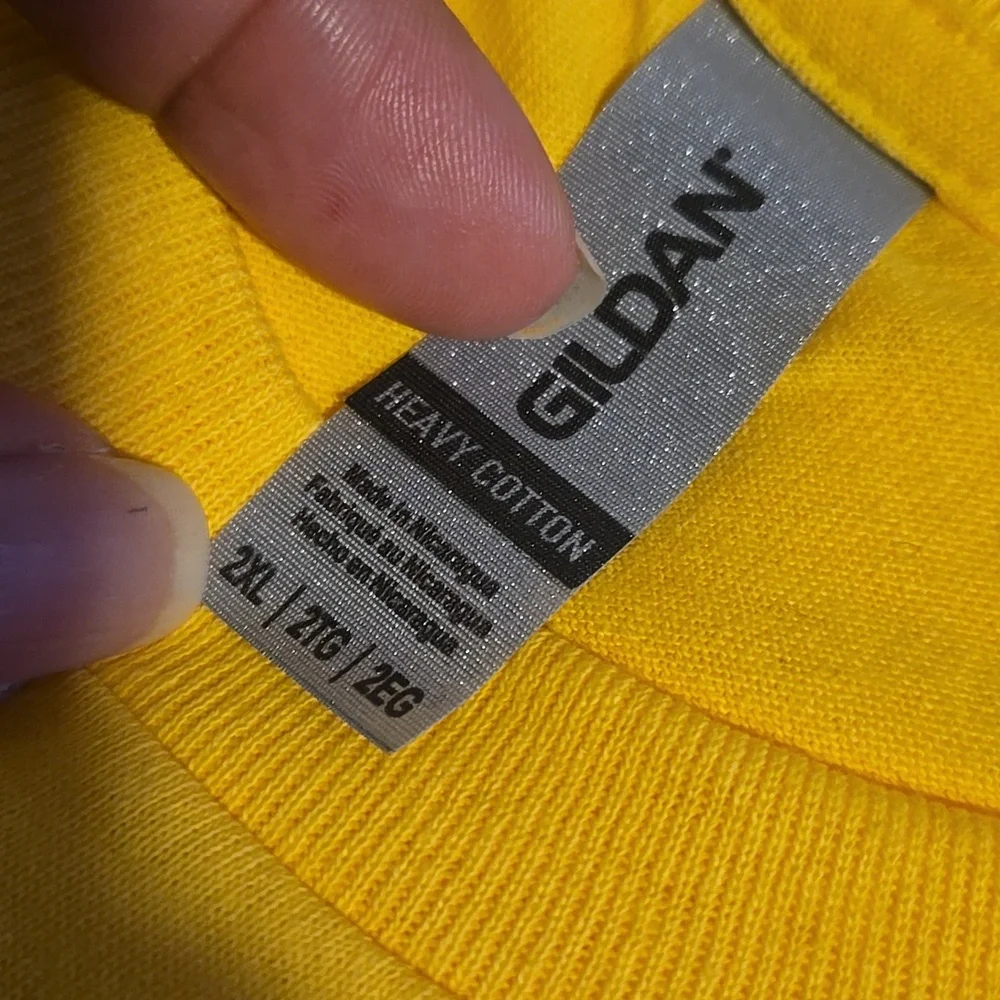 GILDAN
HEAVY COTTON
Made in Nicaragua
Fabriqué au Nicaragua
Hecho en Nicaragua
2XL / 2TG / 2EG